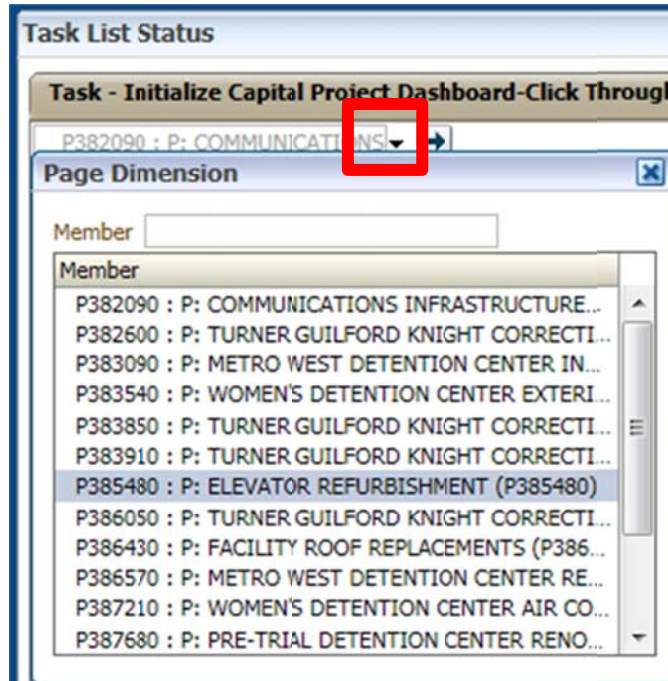 Task List Status
Task - Initialize Capital Project Dashboard-Click Through
P382090 : P: COMMUNICATIONS
Page Dimension
Member
Member
P382090 : P: COMMUNICATIONS INFRASTRUCTURE...
P382600 : P: TURNER GUILFORD KNIGHT CORRECTI...
P383090 : P: METRO WEST DETENTION CENTER IN...
P383540 : P: WOMEN'S DETENTION CENTER EXTERI...
P383850 : P: TURNER GUILFORD KNIGHT CORRECTI...
P383910 : P: TURNER GUILFORD KNIGHT CORRECTI...
P385480 : P: ELEVATOR REFURBISHMENT (P385480)
P386050 : P: TURNER GUILFORD KNIGHT CORRECTI...
P386430 : P: FACILITY ROOF REPLACEMENTS (P386...
P386570 : P: METRO WEST DETENTION CENTER RE...
P387210 : P: WOMEN'S DETENTION CENTER AIR CO...
P387680 : P: PRE-TRIAL DETENTION CENTER RENO...